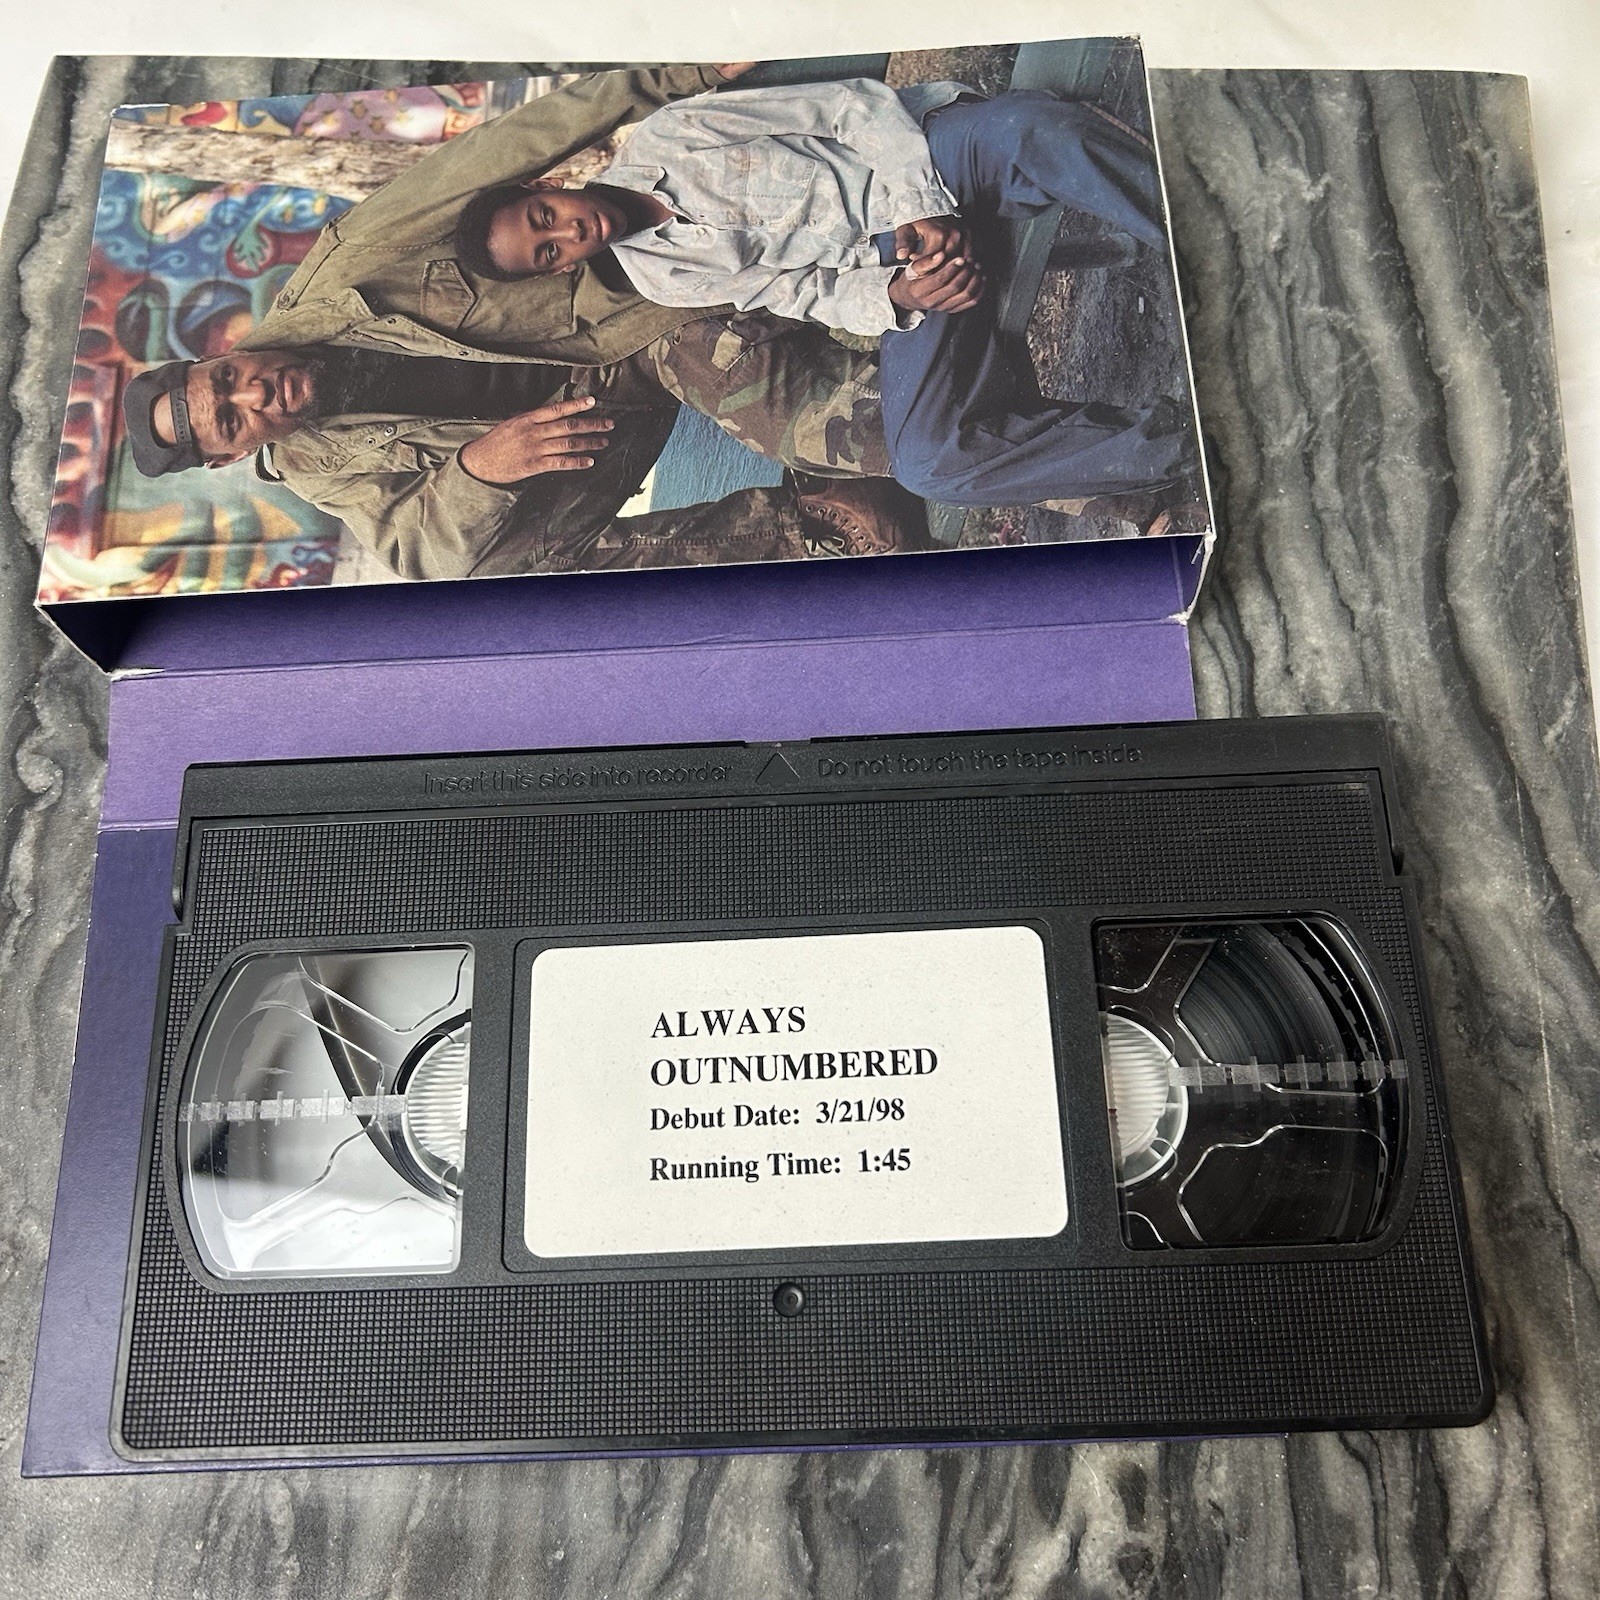 Insert this side into recorder Do not touch the tape inside
ALWAYS
OUTNUMBERED
Debut Date: 3/21/98
Running Time: 1:45